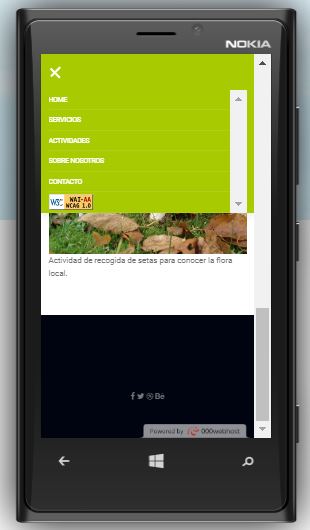 NOKIA
HOME
SERVICIOS
ACTIVIDADES
SOBRE NOSOTROS
CONTACTO
W3C WAI-AA
WCAG 1.0
Actividad de recogida de setas para conocer la flora
local.
Bē
Powered by 000webhost